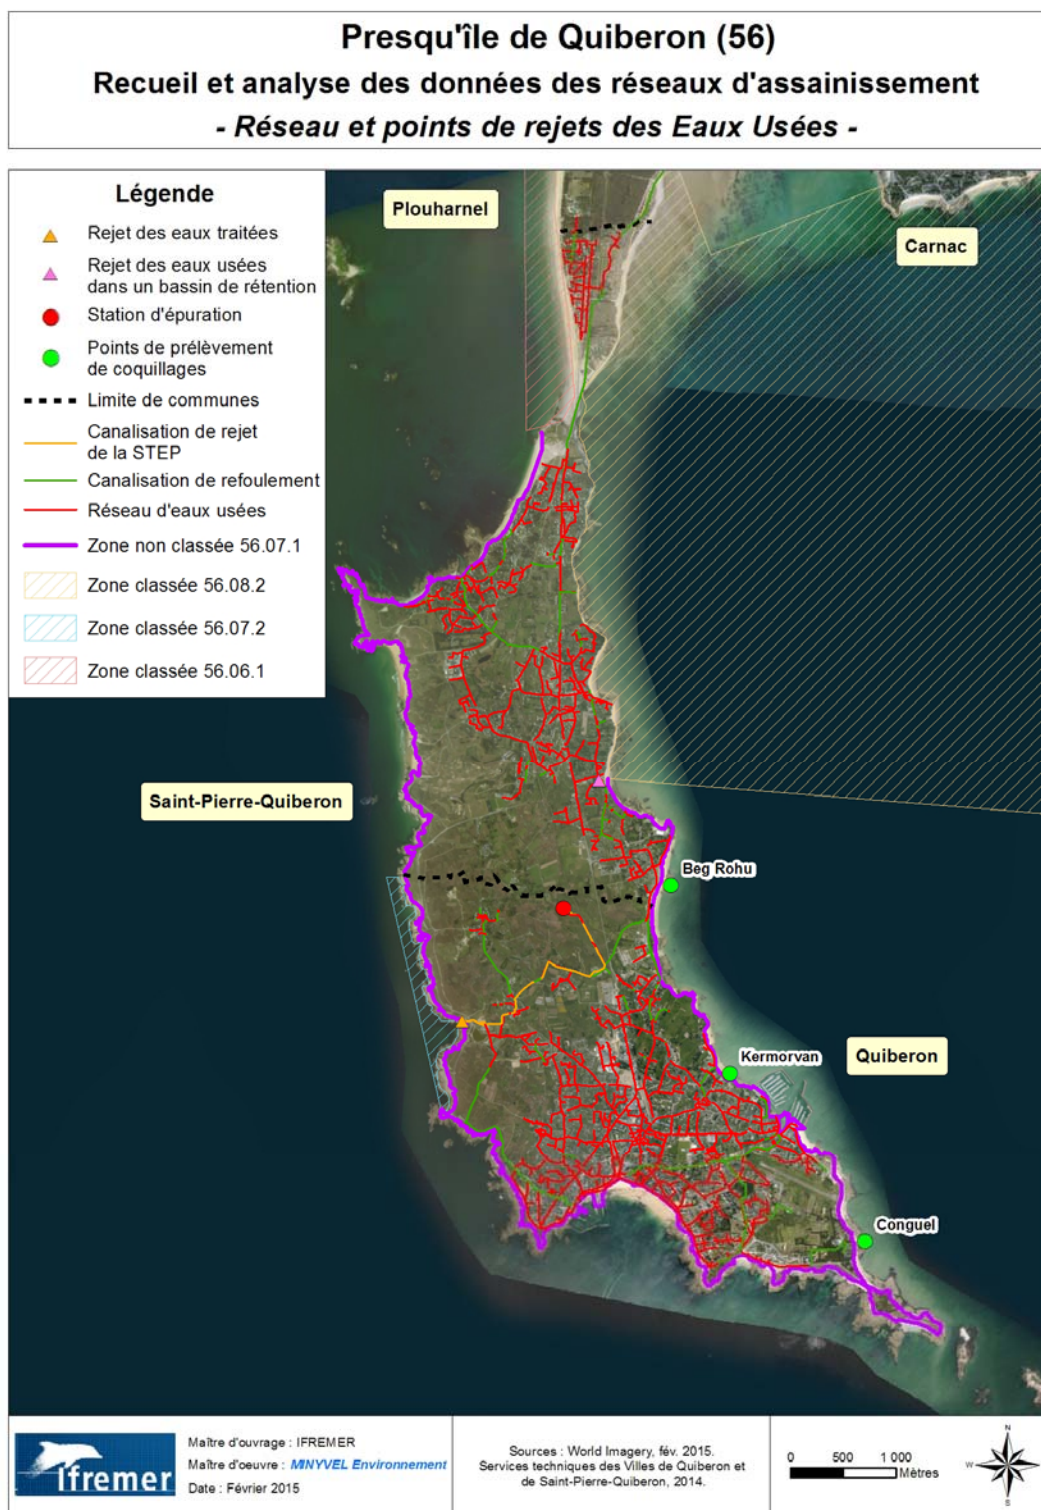 Presqu'île de Quiberon (56)
Recueil et analyse des données des réseaux d'assainissement
- Réseau et points de rejets des Eaux Usées -
Légende
Rejet des eaux traitées
Rejet des eaux usées
dans un bassin de rétention
Station d'épuration
Points de prélèvement
de coquillages
Limite de communes
Canalisation de rejet
de la STEP
Canalisation de refoulement
Réseau d'eaux usées
Zone non classée 56.07.1
Zone classée 56.08.2
Zone classée 56.07.2
Zone classée 56.06.1
Plouharnel
Carnac
Saint-Pierre-Quiberon
Beg Rohu
Kermorvan
Quiberon
Conguel
Ifremer
Maître d'ouvrage : IFREMER
Maître d'oeuvre : MINYVEL Environnement
Date : Février 2015
Sources : World Imagery, fév. 2015.
Services techniques des Villes de Quiberon et
de Saint-Pierre-Quiberon, 2014.
0 500 1 000
Mètres
N
W E
S